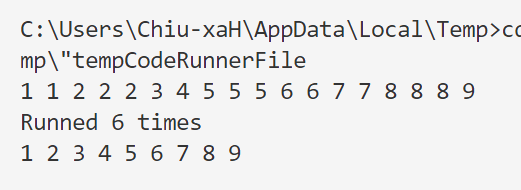 C:\Users\Chiu-xaH\AppData\Local\Temp>
mp\"tempCodeRunnerFile
1 1 2 2 2 3 4 5 5 5 6 6 7 7 8 8 8 9
Runned 6 times
1 2 3 4 5 6 7 8 9